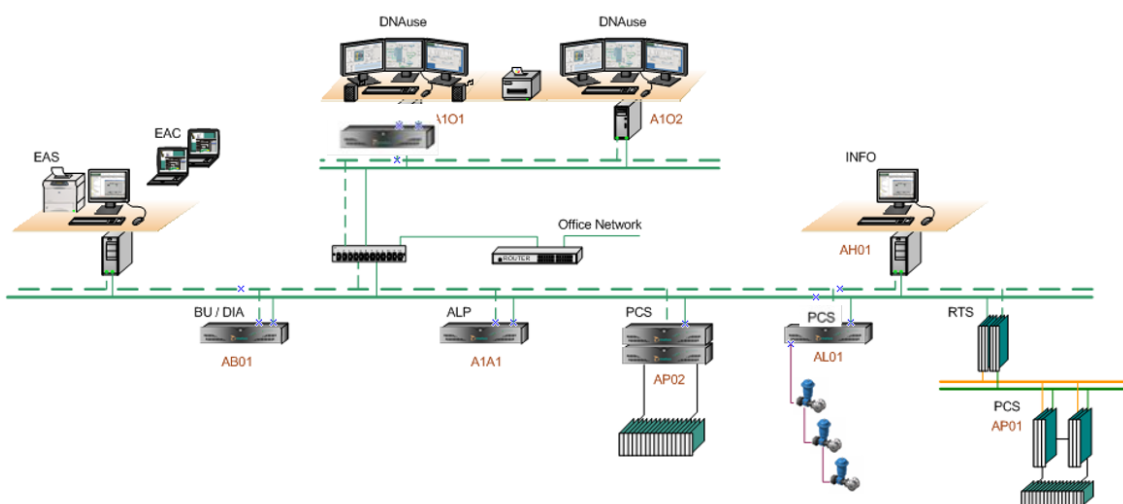 DNAuse
DNAuse
A1O1
A1O2
EAC
EAS
INFO
Office Network
ROUTER
AH01
BU / DIA
ALP
PCS
PCS
RTS
AB01
A1A1
AP02
AL01
PCS
AP01